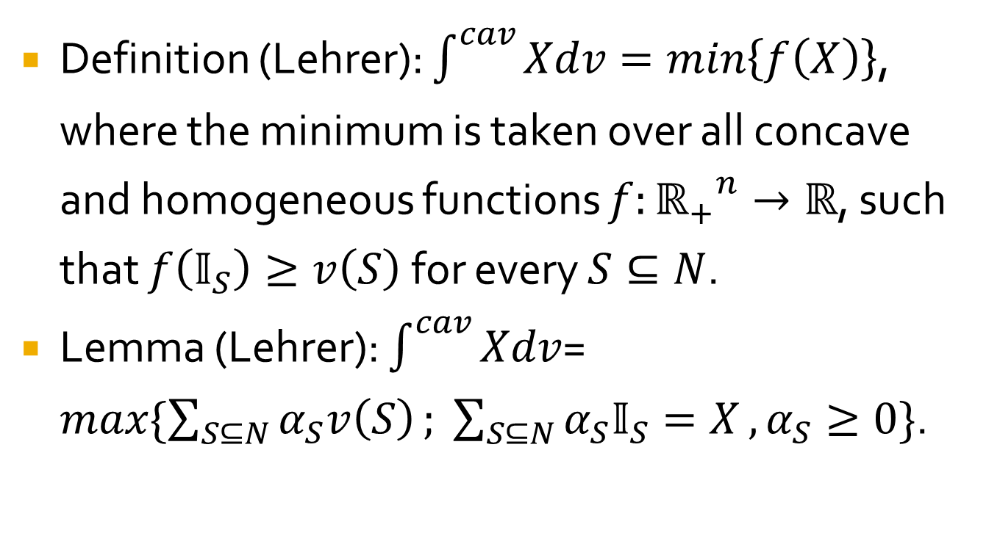 ▪ Definition (Lehrer): ∫^{cav} Xdv = min{f(X)},
where the minimum is taken over all concave
and homogeneous functions f: ℝ₊ⁿ → ℝ, such
that f(𝕀_S) ≥ v(S) for every S ⊆ N.
▪ Lemma (Lehrer): ∫^{cav} Xdv=
max{∑_{S⊆N} α_S v(S) ; ∑_{S⊆N} α_S 𝕀_S = X , α_S ≥ 0}.